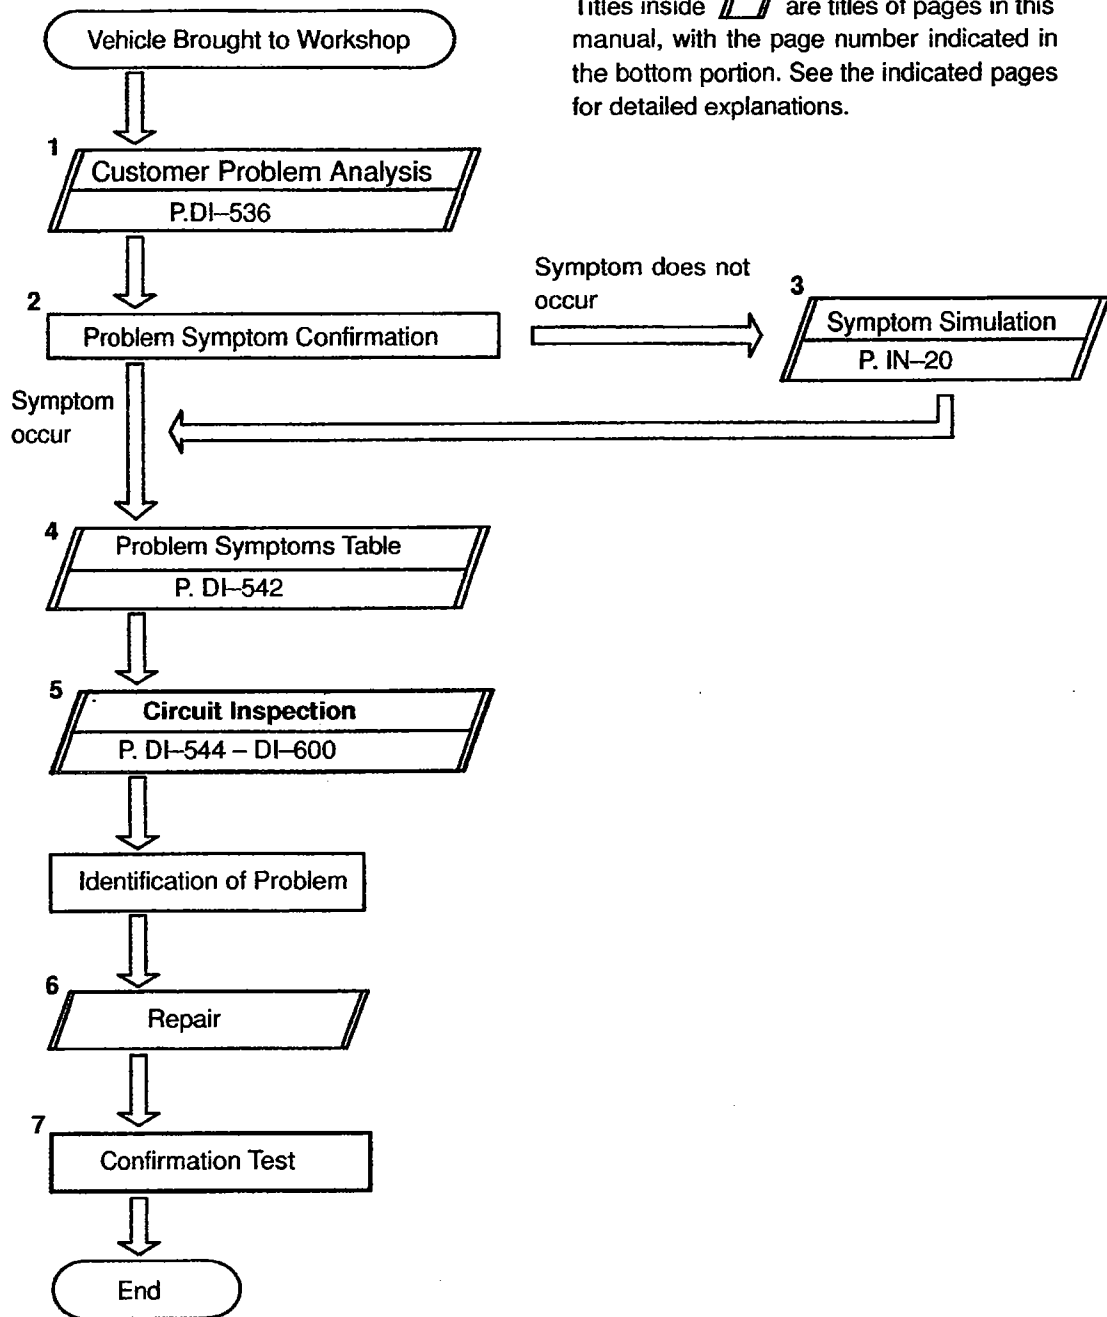 Vehicle Brought to Workshop
Titles inside are titles of pages in this
manual, with the page number indicated in
the bottom portion. See the indicated pages
for detailed explanations.
1
Customer Problem Analysis
P.DI–536
2
Problem Symptom Confirmation
Symptom does not
occur
3
Symptom Simulation
P. IN–20
Symptom
occur
4
Problem Symptoms Table
P. DI–542
5
Circuit Inspection
P. DI–544 – DI–600
Identification of Problem
6
Repair
7
Confirmation Test
End